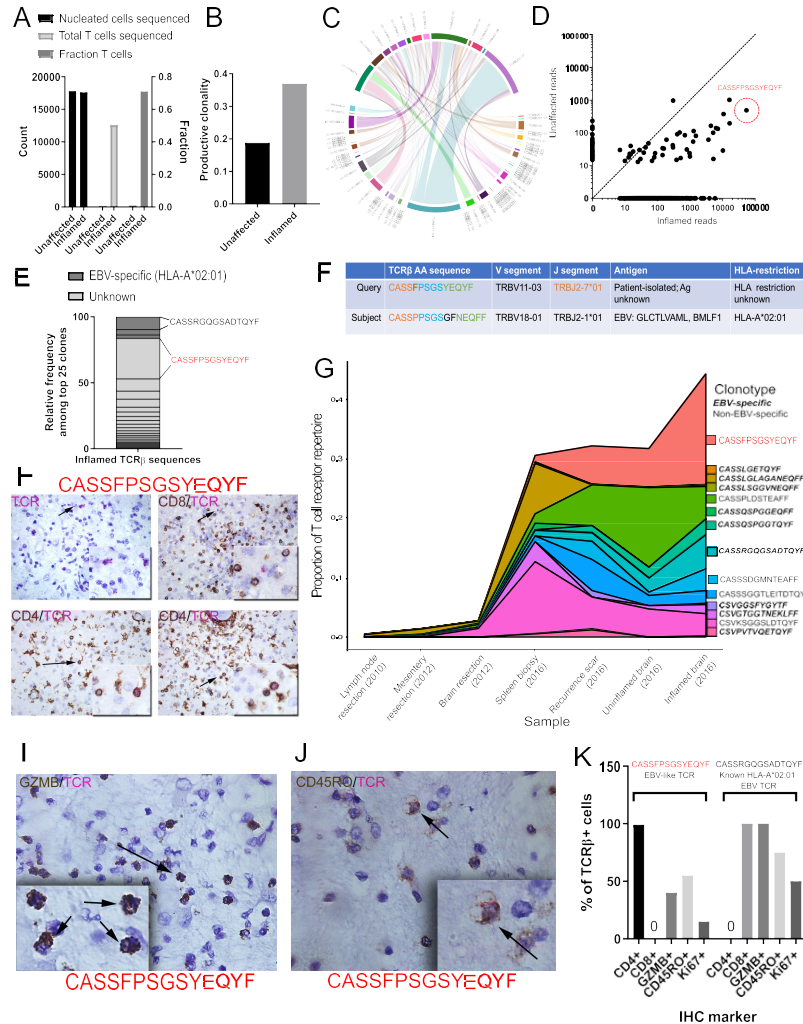 A
Nucleated cells sequenced
Total T cells sequenced
Fraction T cells
20000
15000
10000
5000
0
Count
0.8
0.6
0.4
0.2
0.0
Fraction
Unaffected
Inflamed
Unaffected
Inflamed
Unaffected
Inflamed
B
Productive clonality
0.4
0.3
0.2
0.1
0.0
Unaffected
Inflamed
C
D
Unaffected reads
100000
10000
1000
100
10
0
CASSFPSGSYEQYF
0
10
100
1000
10000
100000
Inflamed reads
E
EBV-specific (HLA-A*02:01)
Unknown
Relative frequency
among top 25 clones
100
50
0
CASSRGQGSADTQYF
CASSFPSGSYEQYF
Inflamed TCRβ sequences
F
TCRβ AA sequence V segment J segment Antigen HLA-restriction
Query CASSFPSGSYEQYF TRBV11-03 TRBJ2-7*01 Patient-isolated; Ag unknown HLA restriction unknown
Subject CASSPPSGSGFNEQFF TRBV18-01 TRBJ2-1*01 EBV: GLCTLVAML, BMLF1 HLA-A*02:01
G
Proportion of T cell receptor repertoire
0.4
0.3
0.2
0.1
0.0
Lymph node
resection (2010)
Mesentery
resection (2012)
Brain resection
(2012)
Spleen biopsy
(2016)
Recurrence scar
(2016)
Uninflamed brain
(2016)
Inflamed brain
(2016)
Sample
Clonotype
EBV-specific
Non-EBV-specific
CASSFPSGSYEQYF
CASSLGETQYF
CASSLGLAGANEQFF
CASSLSGGVNEQFF
CASSPLDSTEAFF
CASSQSPGGEQFF
CASSQSPGGTQYF
CASSRGQGSADTQYF
CASSSDGMNTEAFF
CASSSGGTLEITDTQYF
CSVGGSFYGYTF
CSVGTGGTNEKLFF
CSVKSGGSLDTQYF
CSVPVTVQETQYF
H
CASSFPSGSYEQYF
TCR
CD8/TCR
CD4/TCR
CD4/TCR
I
GZMB/TCR
CASSFPSGSYEQYF
J
CD45RO/TCR
CASSFPSGSYEQYF
K
CASSFPSGSYEQYF
EBV-like TCR
CASSRGQGSADTQYF
Known HLA-A*02:01
EBV TCR
% of TCRβ+ cells
150
100
50
0
0
0
CD4+
CD8+
GZMB+
CD45RO+
Ki67+
CD4+
CD8+
GZMB+
CD45RO+
Ki67+
IHC marker